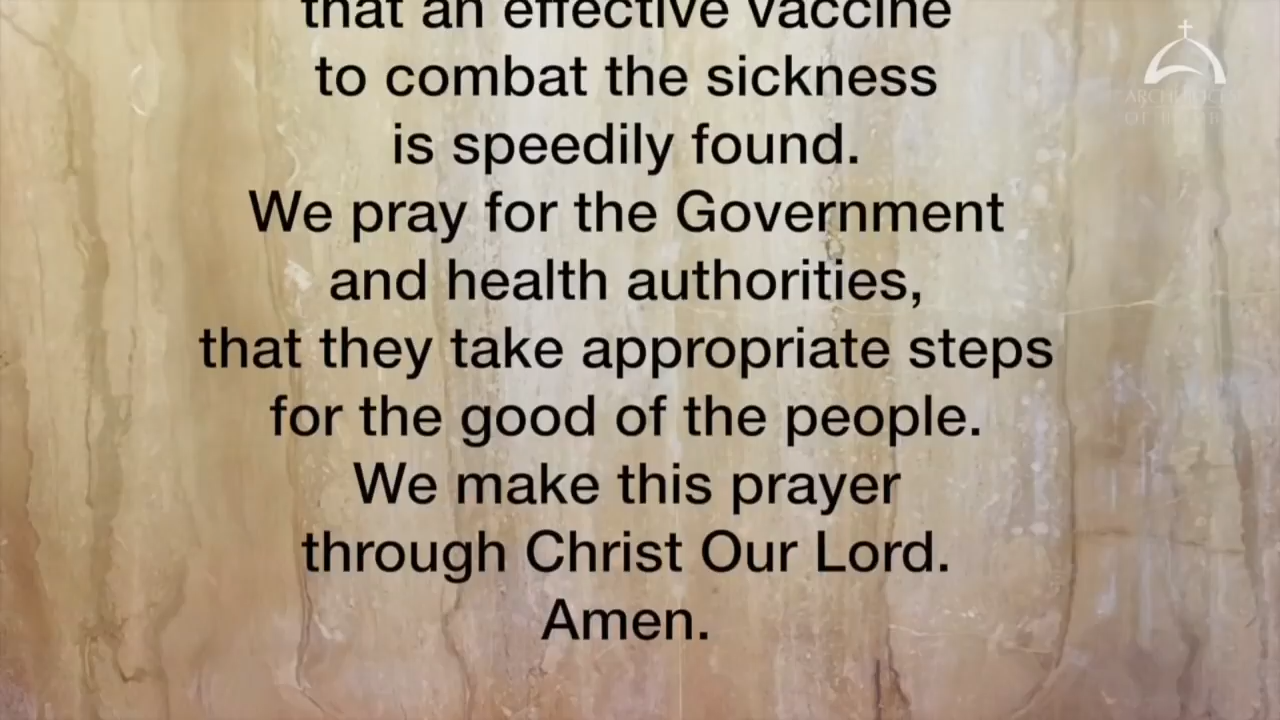 that an effective vaccine
to combat the sickness
is speedily found.
We pray for the Government
and health authorities,
that they take appropriate steps
for the good of the people.
We make this prayer
through Christ Our Lord.
Amen.
OF